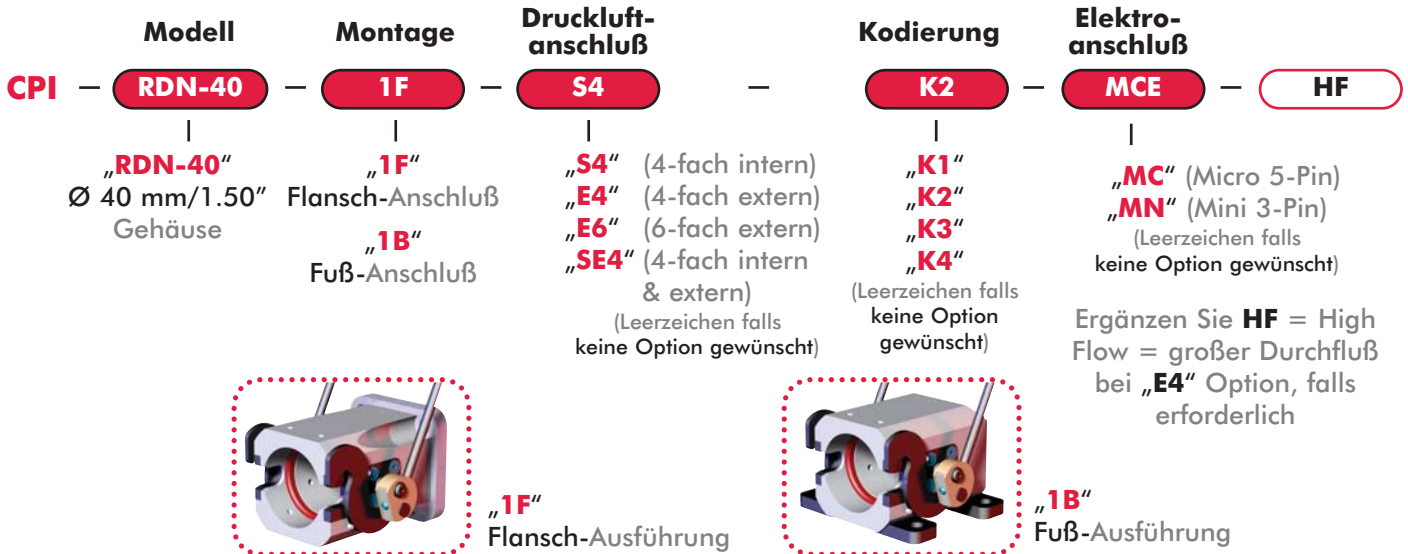 Modell
Montage
Druckluft-
anschluß
Kodierung
Elektro-
anschluß
CPI – RDN-40 – 1F – S4 – K2 – MCE – HF
„RDN-40“
Ø 40 mm/1.50”
Gehäuse
„1F“
Flansch-Anschluß
„1B“
Fuß-Anschluß
„S4“ (4-fach intern)
„E4“ (4-fach extern)
„E6“ (6-fach extern)
„SE4“ (4-fach intern
& extern)
(Leerzeichen falls
keine Option gewünscht)
„K1“
„K2“
„K3“
„K4“
(Leerzeichen falls
keine Option
gewünscht)
„MC“ (Micro 5-Pin)
„MN“ (Mini 3-Pin)
(Leerzeichen falls
keine Option gewünscht)
Ergänzen Sie HF = High
Flow = großer Durchfluß
bei „E4“ Option, falls
erforderlich
„1F“
Flansch-Ausführung
„1B“
Fuß-Ausführung